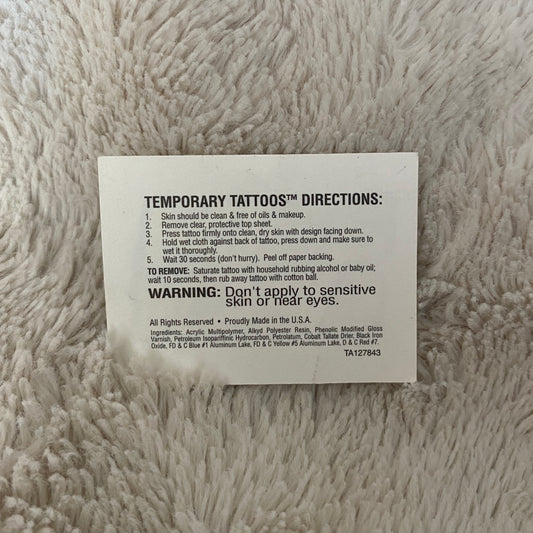 TEMPORARY TATTOOS™ DIRECTIONS:
1. Skin should be clean & free of oils & makeup.
2. Remove clear, protective top sheet.
3. Press tattoo firmly onto clean, dry skin with design facing down.
4. Hold wet cloth against back of tattoo, press down and make sure to
wet it thoroughly.
5. Wait 30 seconds (don't hurry). Peel off paper backing.
TO REMOVE: Saturate tattoo with household rubbing alcohol or baby oil;
wait 10 seconds, then rub away tattoo with cotton ball.
WARNING: Don't apply to sensitive
skin or near eyes.
All Rights Reserved • Proudly Made in the U.S.A.
Ingredients: Acrylic Multipolymer, Alkyd Polyester Resin, Phenolic Modified Gloss
Varnish, Petroleum Isopariffinic Hydrocarbon, Petrolatum, Cobalt Tallate Drier, Black Iron
Oxide, FD & C Blue #1 Aluminum Lake, FD & C Yellow #5 Aluminum Lake, D & C Red #7.
TA127843